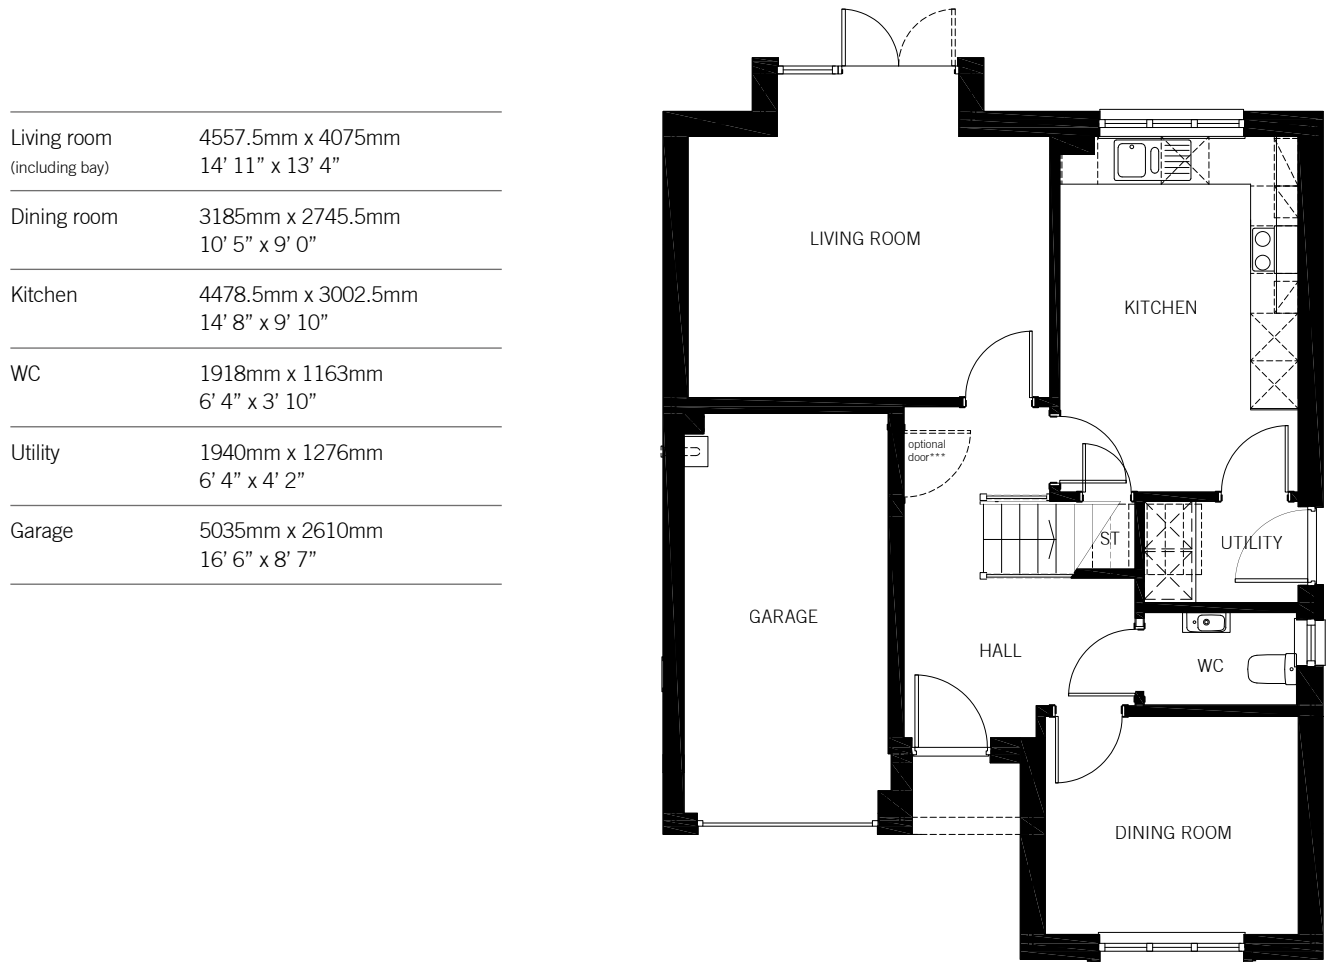 Living room 4557.5mm x 4075mm
(including bay) 14’ 11” x 13’ 4”
Dining room 3185mm x 2745.5mm
10’ 5” x 9’ 0”
Kitchen 4478.5mm x 3002.5mm
14’ 8” x 9’ 10”
WC 1918mm x 1163mm
6’ 4” x 3’ 10”
Utility 1940mm x 1276mm
6’ 4” x 4’ 2”
Garage 5035mm x 2610mm
16’ 6” x 8’ 7”
LIVING ROOM
KITCHEN
optional
door***
ST
UTILITY
GARAGE
HALL
WC
DINING ROOM